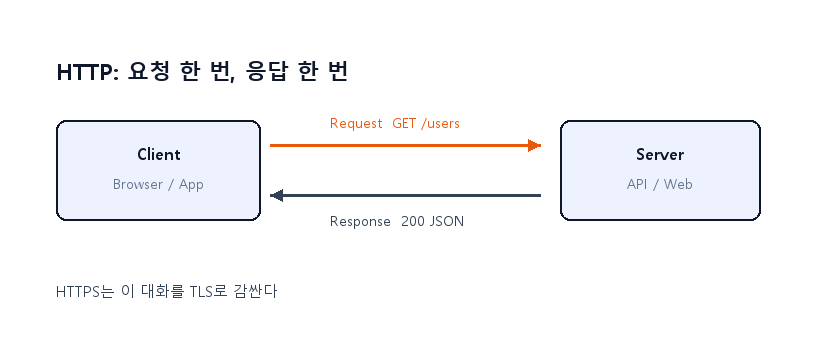 HTTP: 요청 한 번, 응답 한 번
Request GET /users
Client
Browser / App
Server
API / Web
Response 200 JSON
HTTPS는 이 대화를 TLS로 감싼다